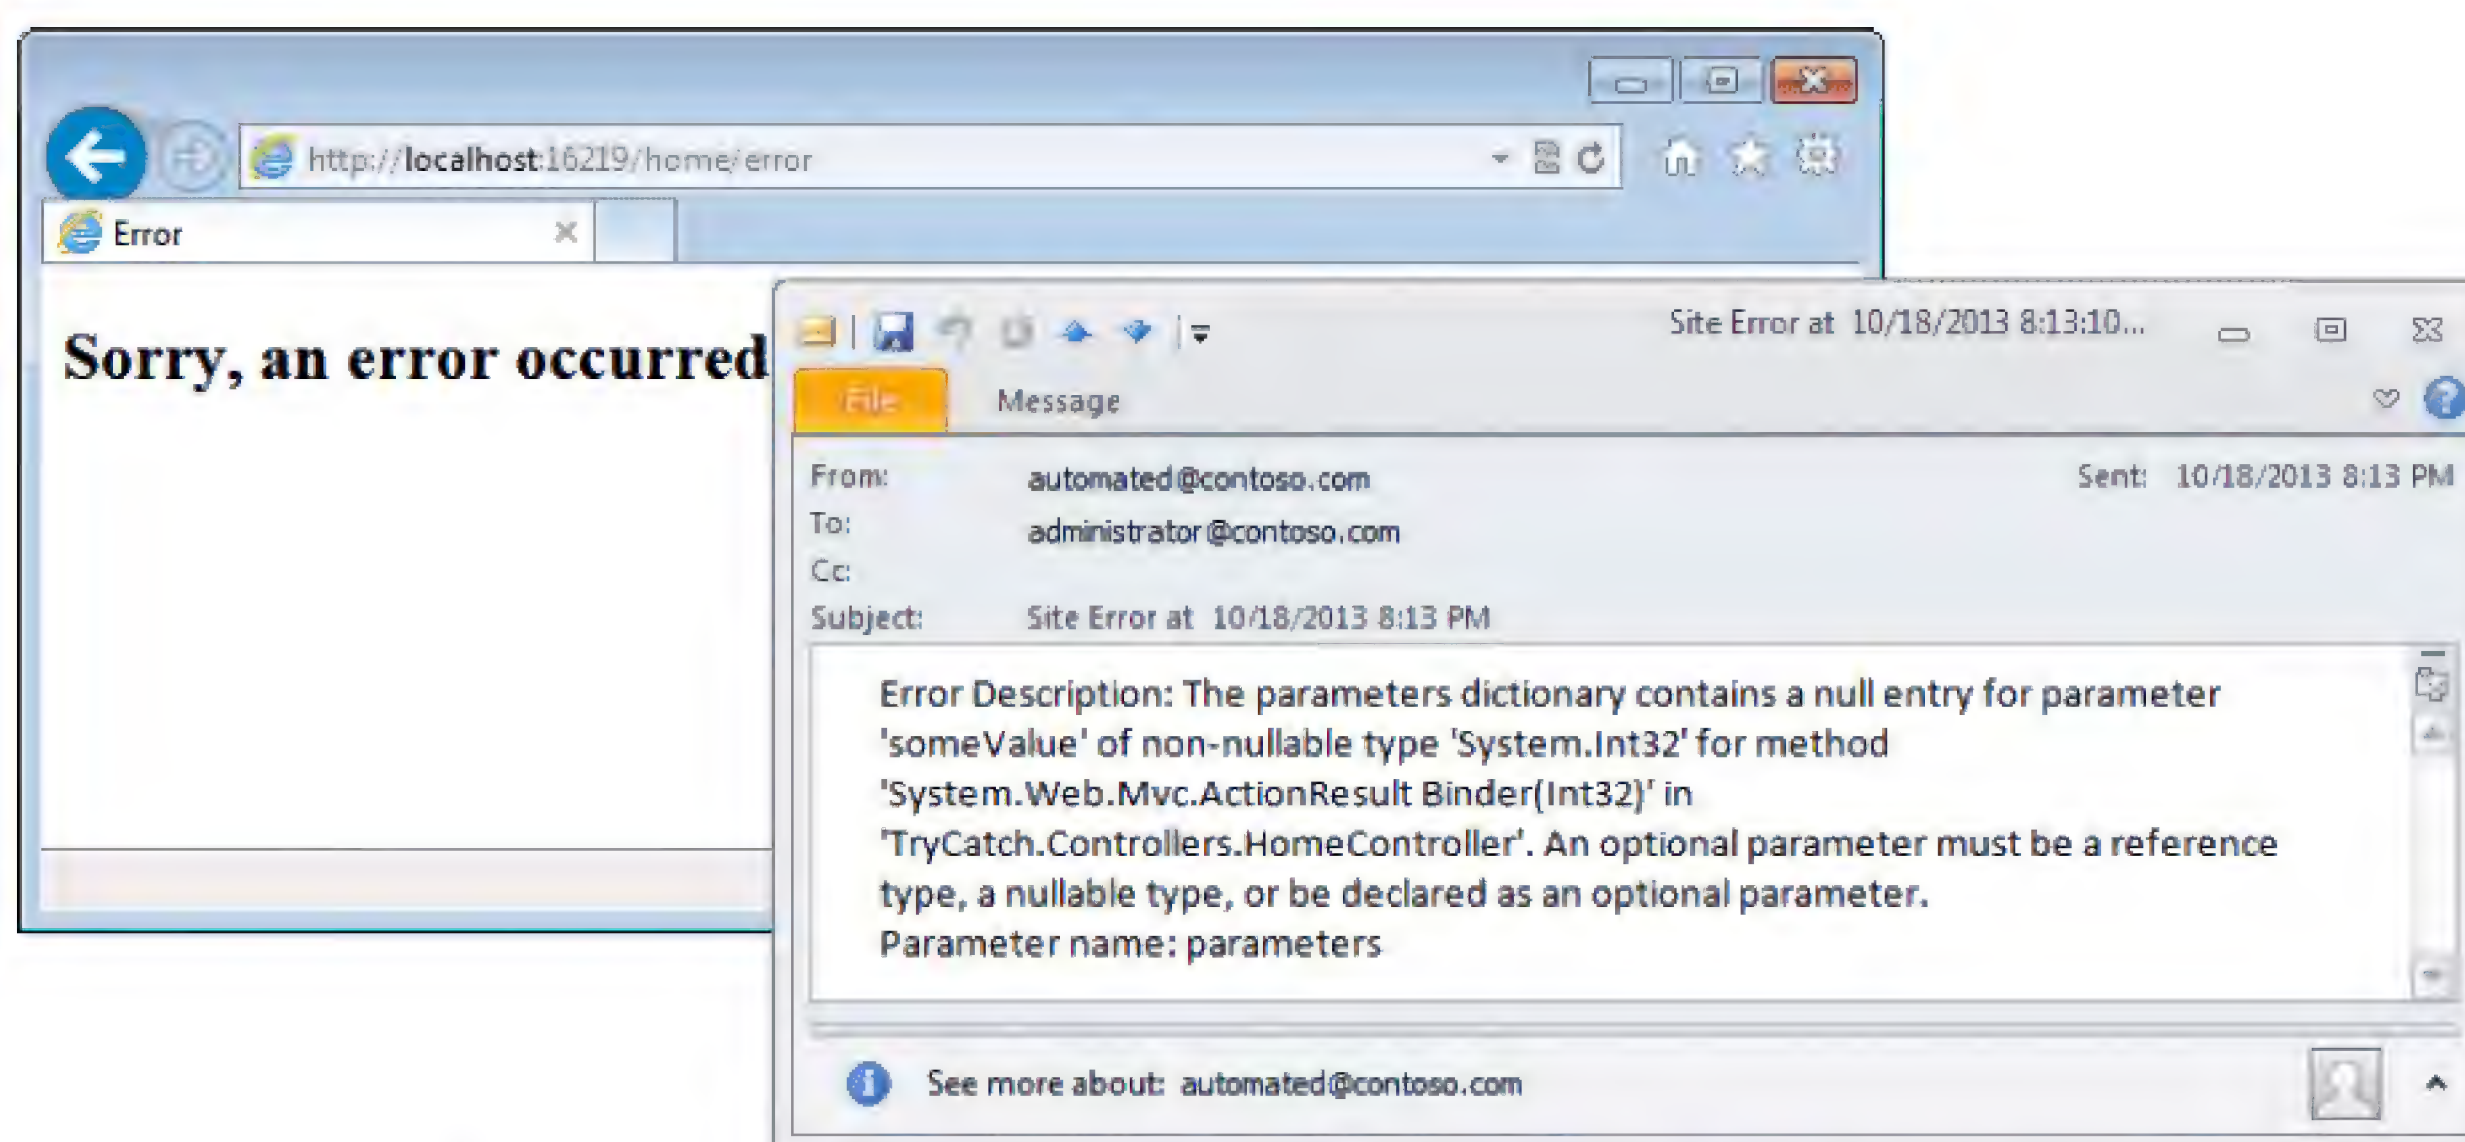 http://localhost:16219/home/error
Error
Sorry, an error occurred
Site Error at 10/18/2013 8:13:10...
File
Message
From:
automated@contoso.com
Sent: 10/18/2013 8:13 PM
To:
administrator@contoso.com
Cc:
Subject:
Site Error at 10/18/2013 8:13 PM
Error Description: The parameters dictionary contains a null entry for parameter
'someValue' of non-nullable type 'System.Int32' for method
'System.Web.Mvc.ActionResult Binder(Int32)' in
'TryCatch.Controllers.HomeController'. An optional parameter must be a reference
type, a nullable type, or be declared as an optional parameter.
Parameter name: parameters
See more about: automated@contoso.com